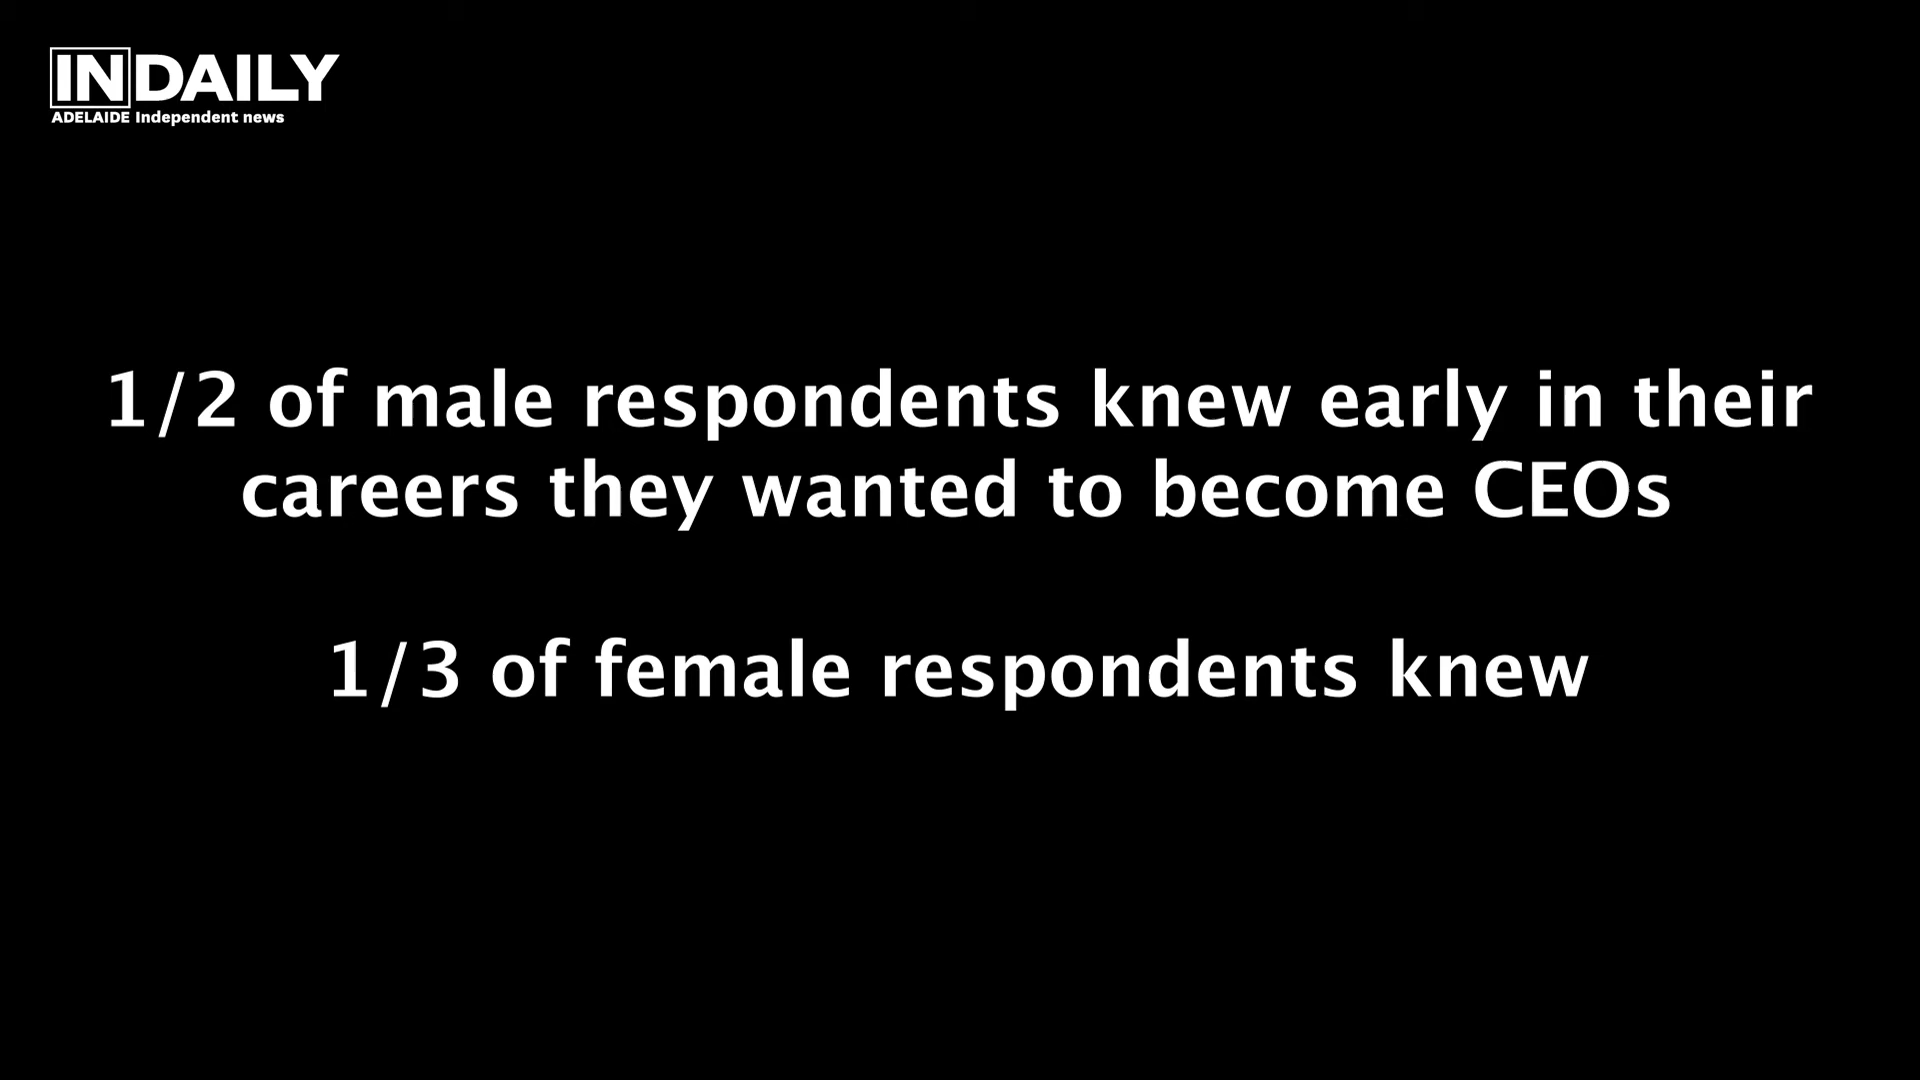 INDAILY
ADELAIDE Independent news
1/2 of male respondents knew early in their
careers they wanted to become CEOs
1/3 of female respondents knew